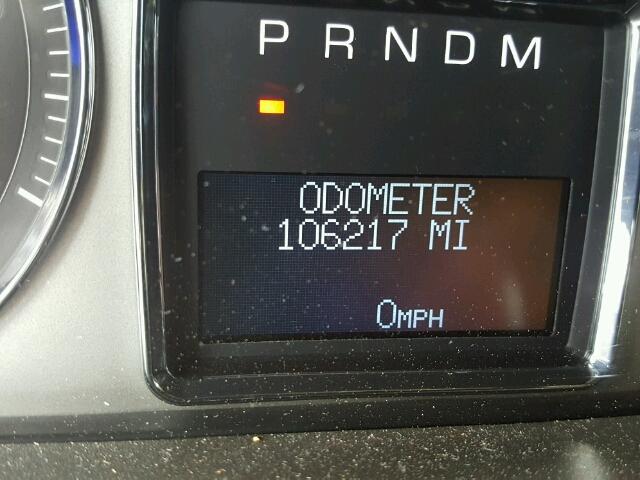 P R N D M
ODOMETER
106217 MI
0MPH